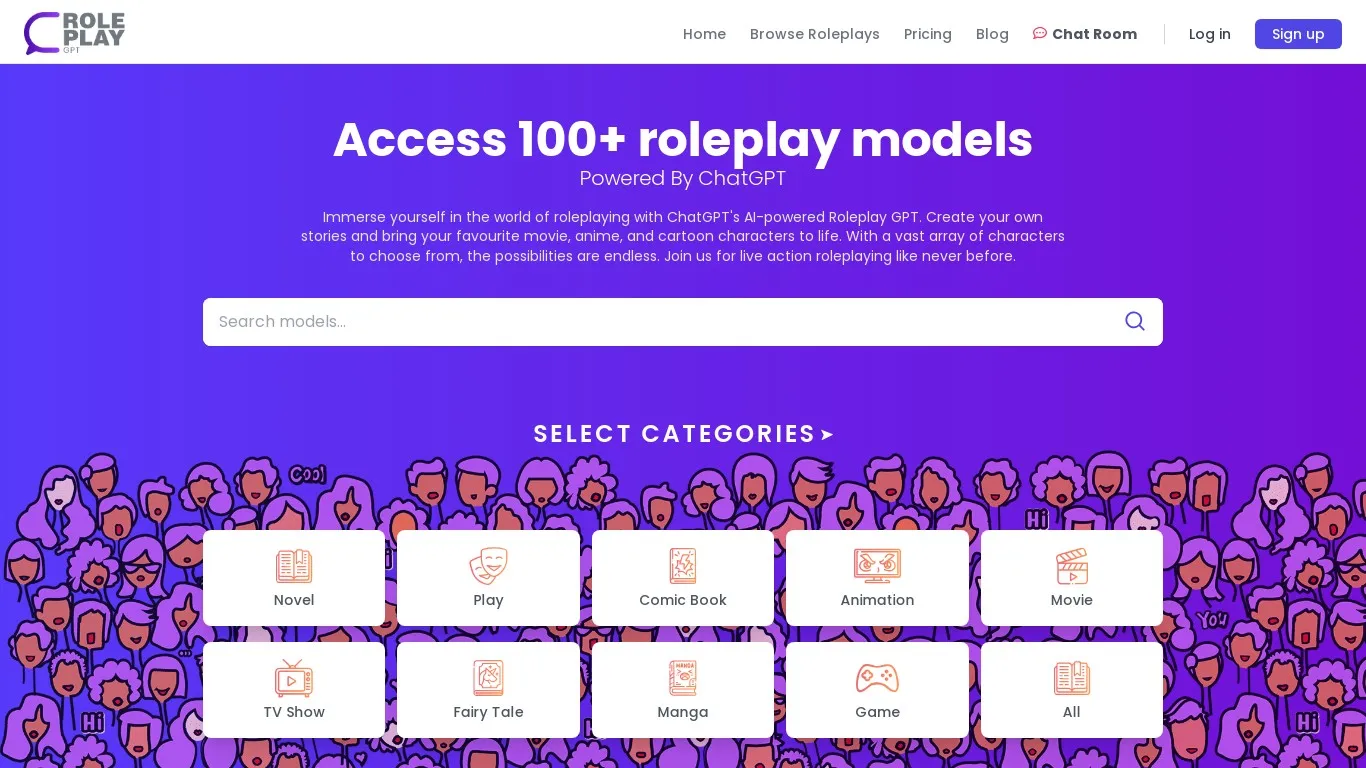 ROLE
PLAY
GPT
Home Browse Roleplays Pricing Blog Chat Room Log in Sign up
Access 100+ roleplay models
Powered By ChatGPT
Immerse yourself in the world of roleplaying with ChatGPT's AI-powered Roleplay GPT. Create your own
stories and bring your favourite movie, anime, and cartoon characters to life. With a vast array of characters
to choose from, the possibilities are endless. Join us for live action roleplaying like never before.
Search models...
SELECT CATEGORIES ➤
Cool
Hi
Novel Play Comic Book Animation Movie
You
MANGA
TV Show Fairy Tale Manga Game All
Hi
Hi